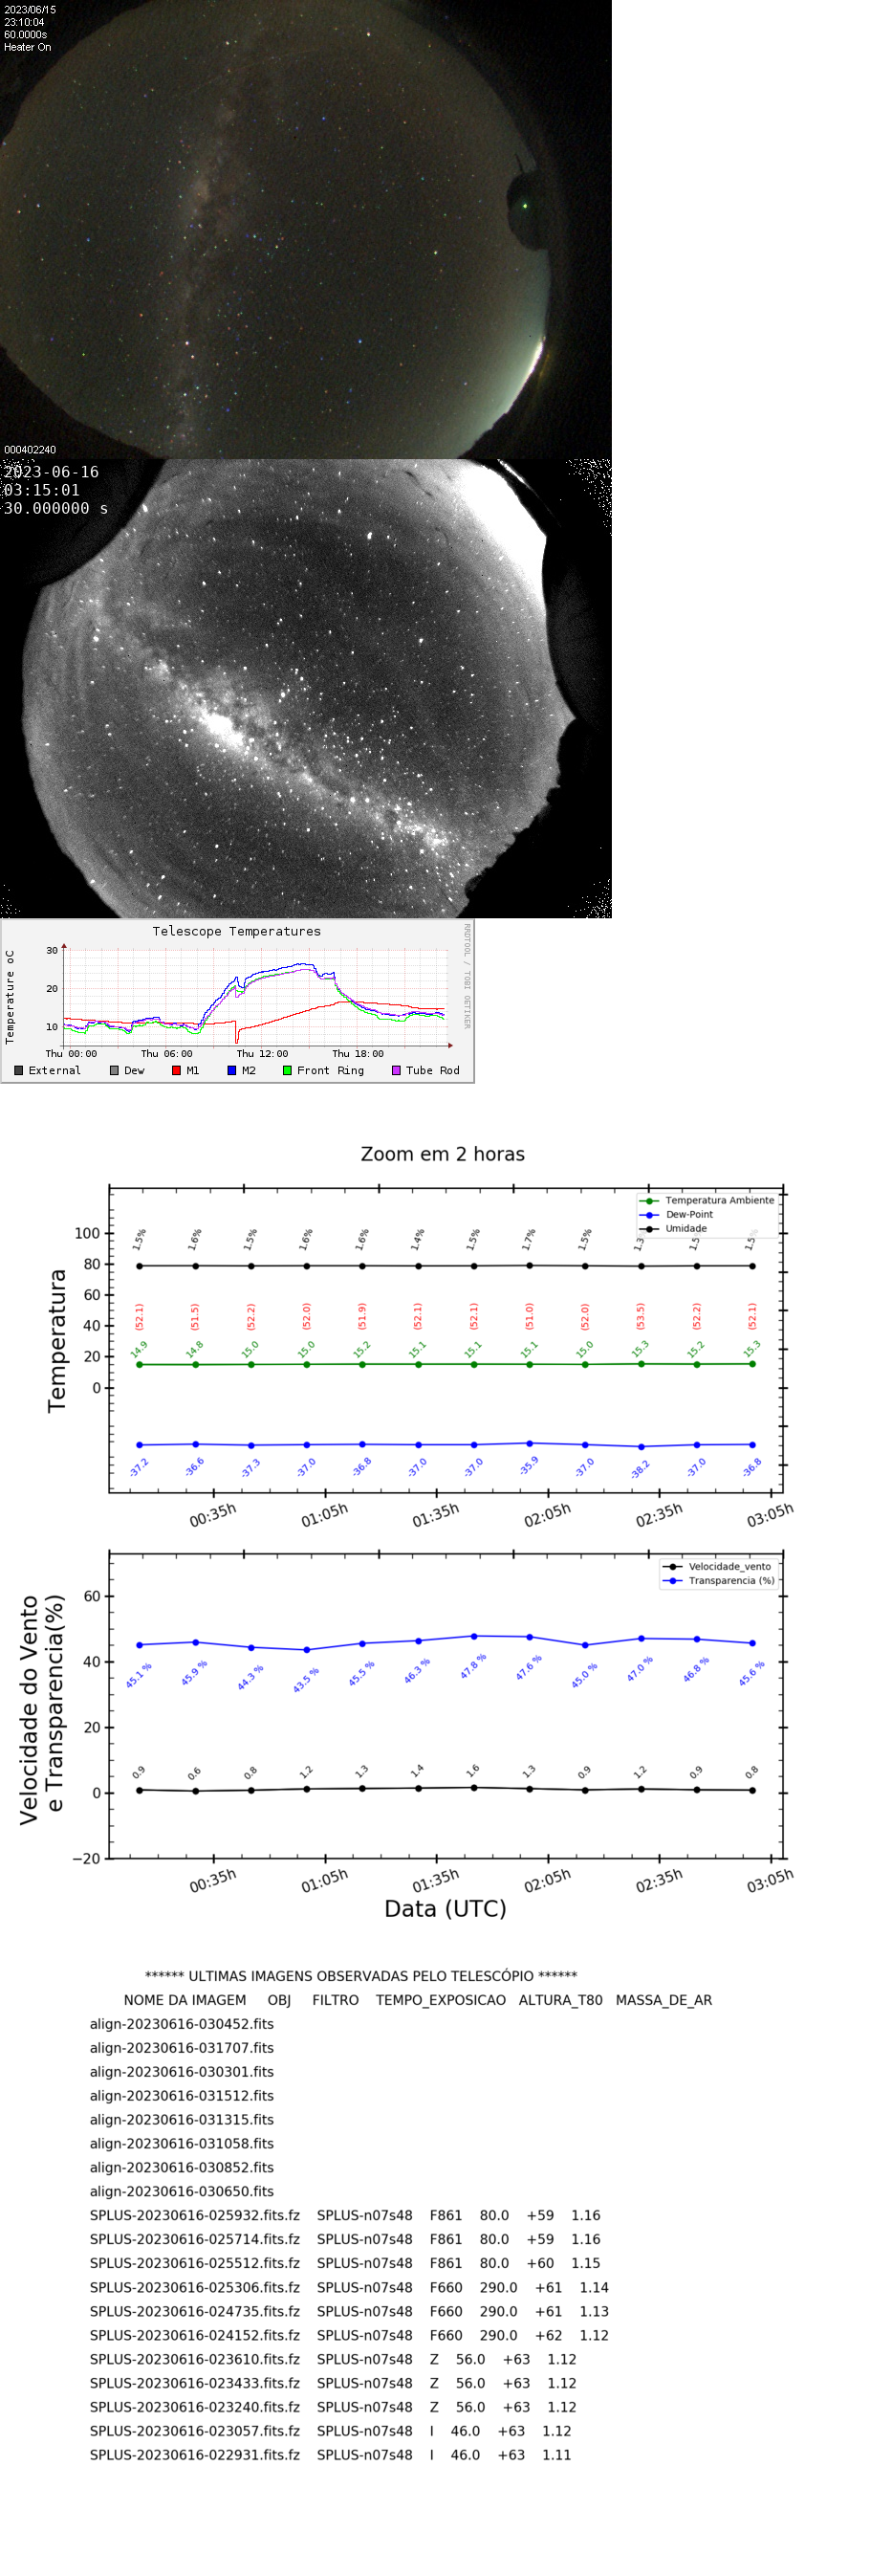 2023/06/15
23:10:04
60.0000s
Heater On
000402240
2023-06-16
03:15:01
30.000000 s
Telescope Temperatures
RRDTOOL / TOBI OETIKER
Temperature oC
30
20
10
Thu 00:00 Thu 06:00 Thu 12:00 Thu 18:00
External Dew M1 M2 Front Ring Tube Rod
Zoom em 2 horas
Temperatura
Temperatura Ambiente
Dew-Point
Umidade
100
80
60
40
20
0
1.5% 1.6% 1.5% 1.6% 1.6% 1.4% 1.5% 1.7% 1.5% 1.3 1.5 1.5%
(52.1) (51.5) (52.2) (52.0) (51.9) (52.1) (52.1) (51.0) (52.0) (53.5) (52.2) (52.1)
14.9 14.8 15.0 15.0 15.2 15.1 15.1 15.1 15.0 15.3 15.2 15.3
-37.2 -36.6 -37.3 -37.0 -36.8 -37.0 -37.0 -35.9 -37.0 -38.2 -37.0 -36.8
00:35h 01:05h 01:35h 02:05h 02:35h 03:05h
Velocidade do Vento
e Transparencia(%)
Velocidade_vento
Transparencia (%)
60
40
20
0
−20
45.1 % 45.9 % 44.3 % 43.5 % 45.5 % 46.3 % 47.8 % 47.6 % 45.0 % 47.0 % 46.8 % 45.6 %
0.9 0.6 0.8 1.2 1.3 1.4 1.6 1.3 0.9 1.2 0.9 0.8
00:35h 01:05h 01:35h 02:05h 02:35h 03:05h
Data (UTC)
****** ULTIMAS IMAGENS OBSERVADAS PELO TELESCÓPIO ******
NOME DA IMAGEM OBJ FILTRO TEMPO_EXPOSICAO ALTURA_T80 MASSA_DE_AR
align-20230616-030452.fits
align-20230616-031707.fits
align-20230616-030301.fits
align-20230616-031512.fits
align-20230616-031315.fits
align-20230616-031058.fits
align-20230616-030852.fits
align-20230616-030650.fits
SPLUS-20230616-025932.fits.fz SPLUS-n07s48 F861 80.0 +59 1.16
SPLUS-20230616-025714.fits.fz SPLUS-n07s48 F861 80.0 +59 1.16
SPLUS-20230616-025512.fits.fz SPLUS-n07s48 F861 80.0 +60 1.15
SPLUS-20230616-025306.fits.fz SPLUS-n07s48 F660 290.0 +61 1.14
SPLUS-20230616-024735.fits.fz SPLUS-n07s48 F660 290.0 +61 1.13
SPLUS-20230616-024152.fits.fz SPLUS-n07s48 F660 290.0 +62 1.12
SPLUS-20230616-023610.fits.fz SPLUS-n07s48 Z 56.0 +63 1.12
SPLUS-20230616-023433.fits.fz SPLUS-n07s48 Z 56.0 +63 1.12
SPLUS-20230616-023240.fits.fz SPLUS-n07s48 Z 56.0 +63 1.12
SPLUS-20230616-023057.fits.fz SPLUS-n07s48 I 46.0 +63 1.12
SPLUS-20230616-022931.fits.fz SPLUS-n07s48 I 46.0 +63 1.11